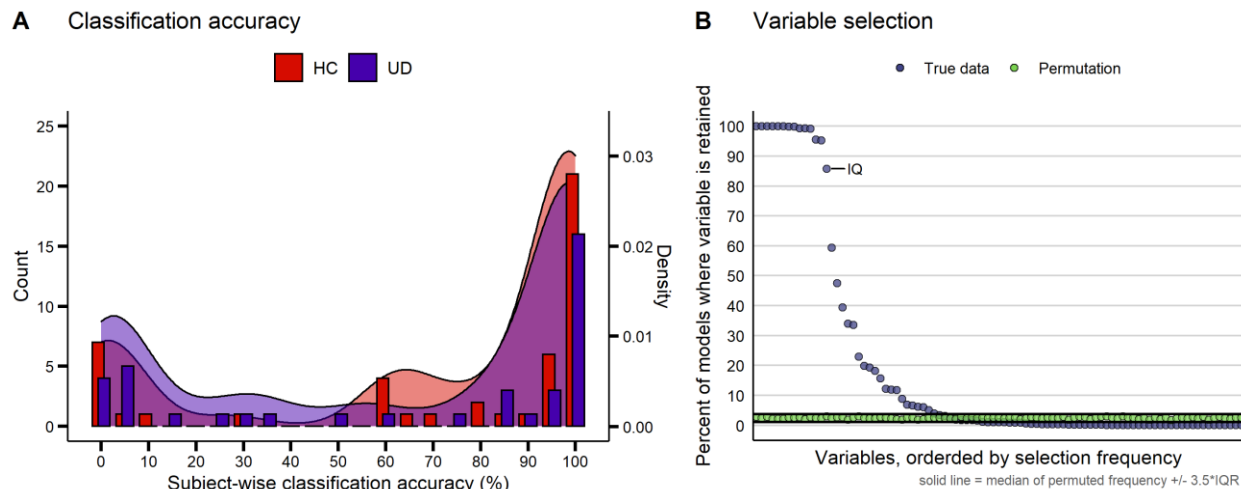 A Classification accuracy
HC UD
Count
25
20
15
10
5
0
0.03
0.02
0.01
0.00
Density
0 10 20 30 40 50 60 70 80 90 100
Subject-wise classification accuracy (%)
B Variable selection
True data Permutation
Percent of models where variable is retained
100
90
80
70
60
50
40
30
20
10
0
IQ
Variables, orderded by selection frequency
solid line = median of permuted frequency +/- 3.5*IQR